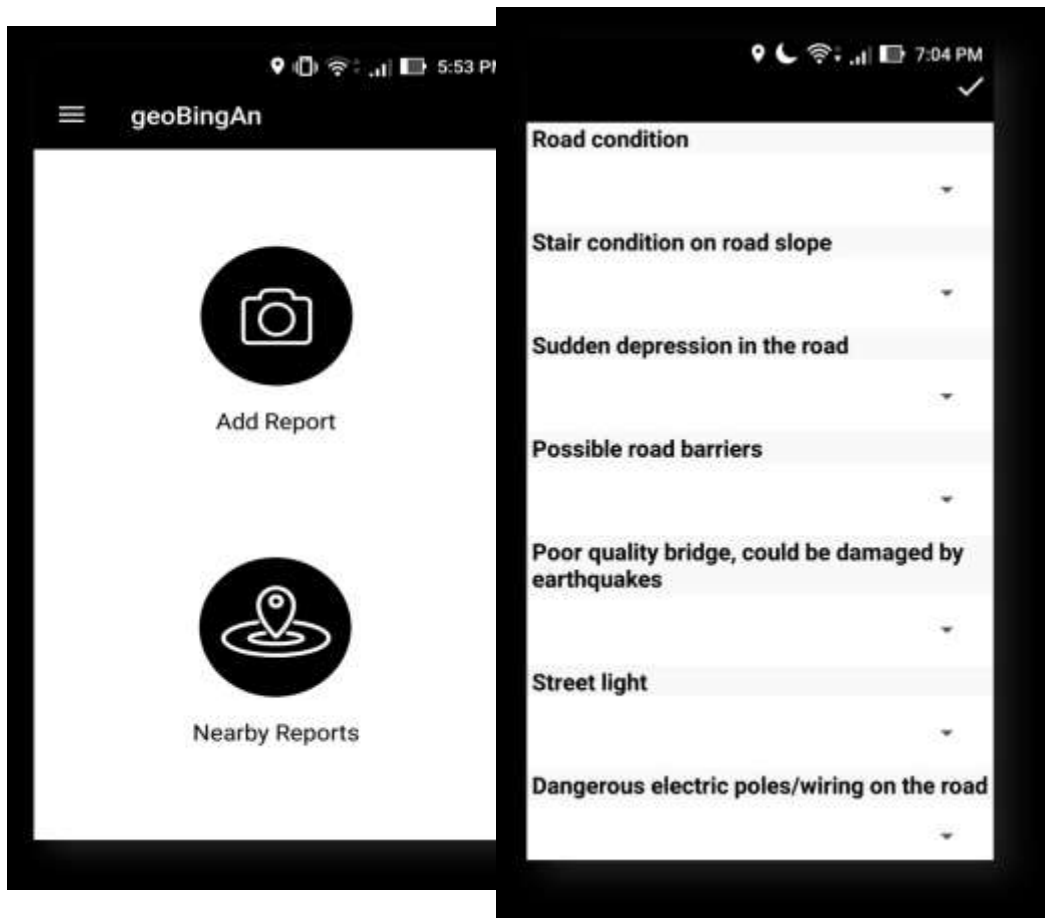 5:53 PM
geoBingAn
Add Report
Nearby Reports
7:04 PM
Road condition
Stair condition on road slope
Sudden depression in the road
Possible road barriers
Poor quality bridge, could be damaged by
earthquakes
Street light
Dangerous electric poles/wiring on the road